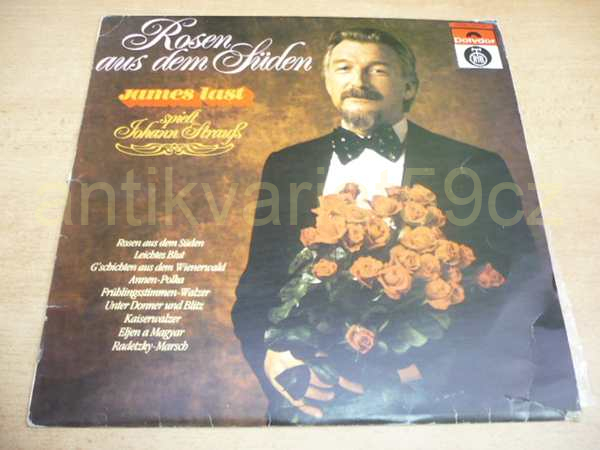 Rosen
aus dem Süden
James Last
spielt
Johann Strauß
Polydor
Rosen aus dem Süden
Leichtes Blut
G'schichten aus dem Wienerwald
Annen-Polka
Frühlingsstimmen-Walzer
Unter Donner und Blitz
Kaiserwalzer
Eljen a Magyar
Radetzky-Marsch